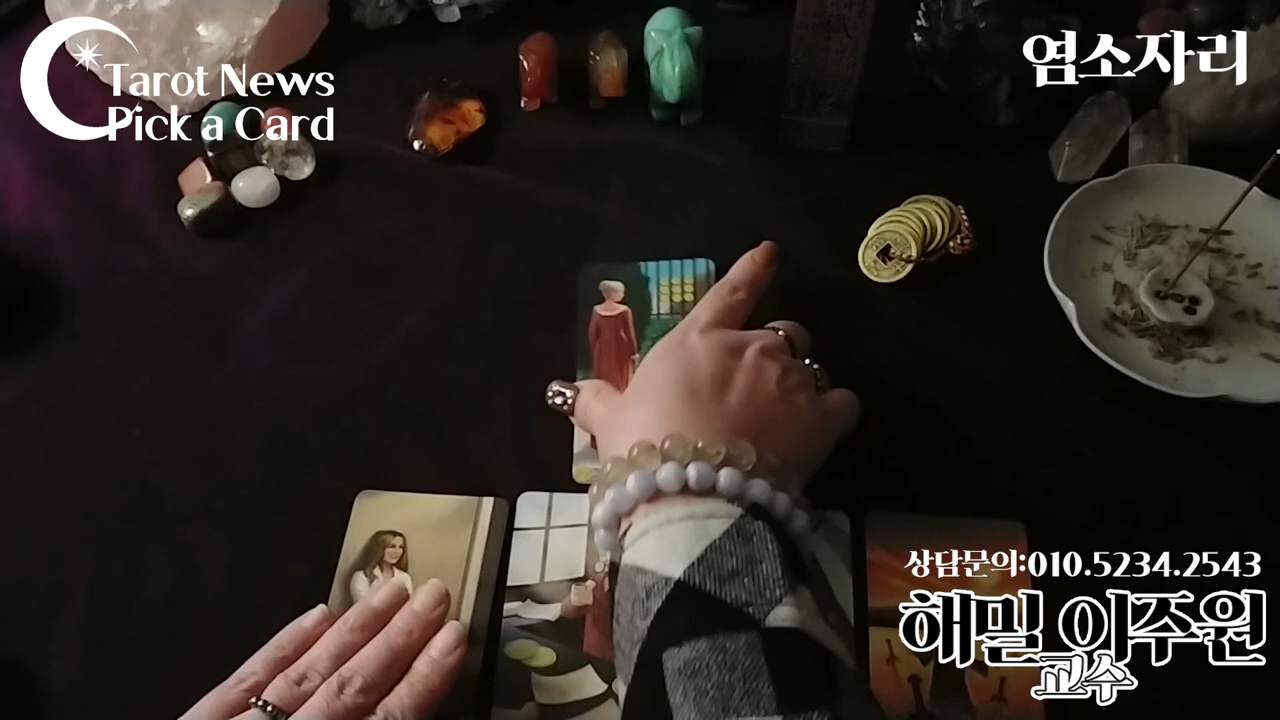 Tarot News
Pick a Card
염소자리
상담문의:010.5234.2543
해밀 이주원
교수